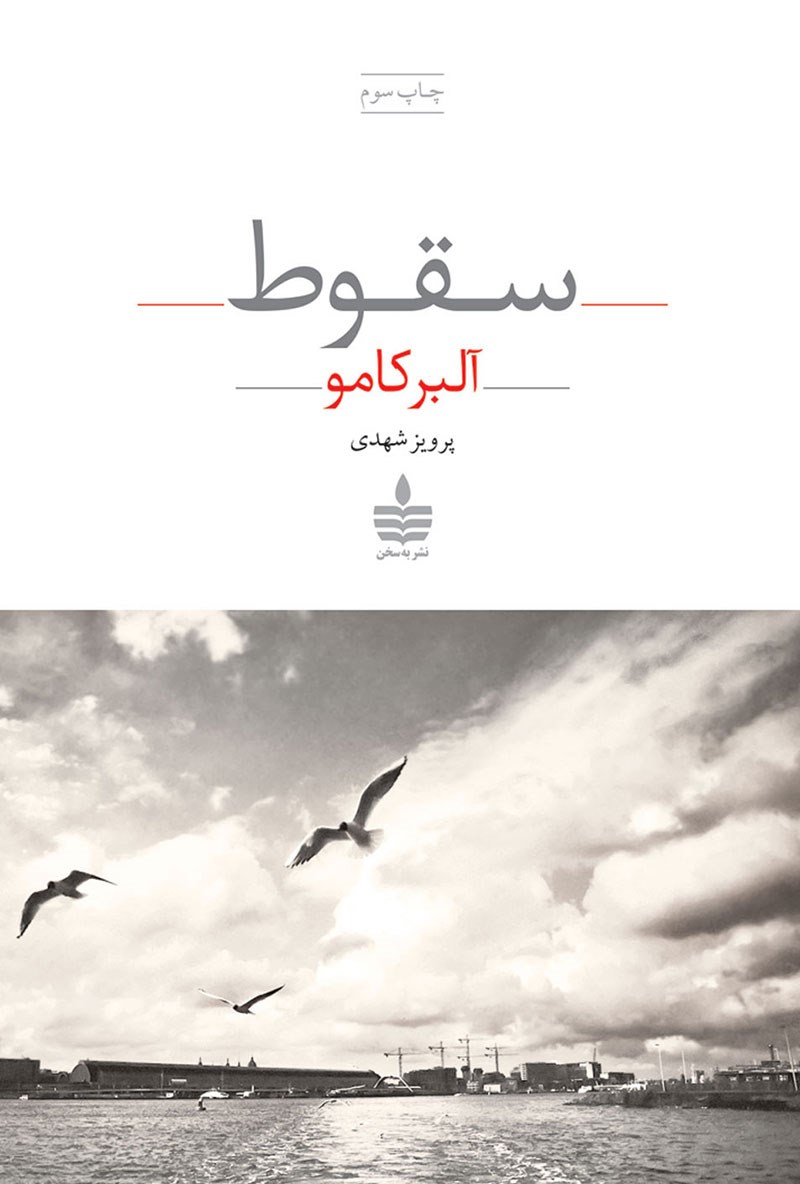 چاپ سوم
سقوط
آلبر کامو
پرویز شهدی
نشر به سخن